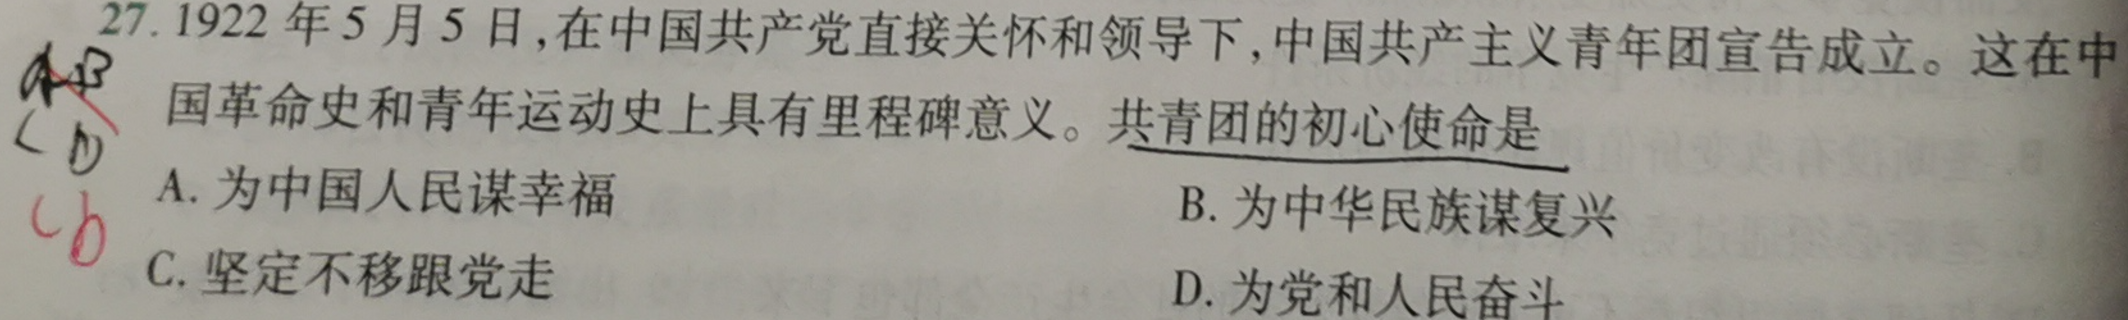 27. 1922 年 5 月 5 日,在中国共产党直接关怀和领导下,中国共产主义青年团宣告成立。这在中
AB
国革命史和青年运动史上具有里程碑意义。共青团的初心使命是
C D
A. 为中国人民谋幸福 B. 为中华民族谋复兴
CD
C. 坚定不移跟党走 D. 为党和人民奋斗